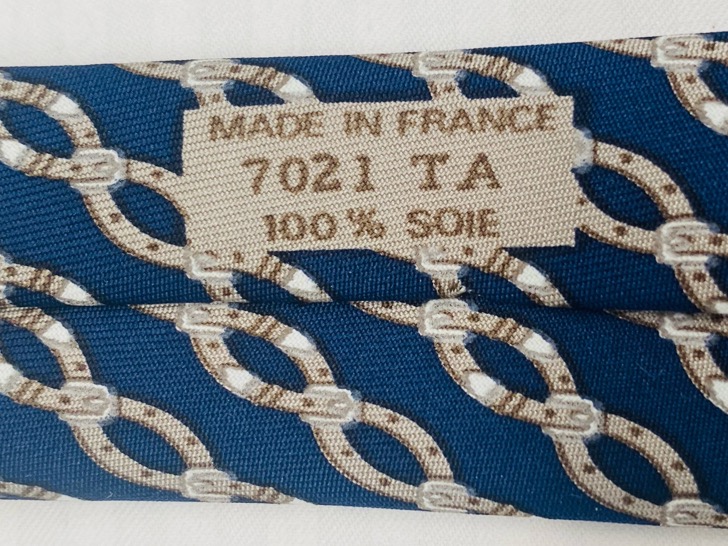 MADE IN FRANCE
7021 TA
100 % SOIE